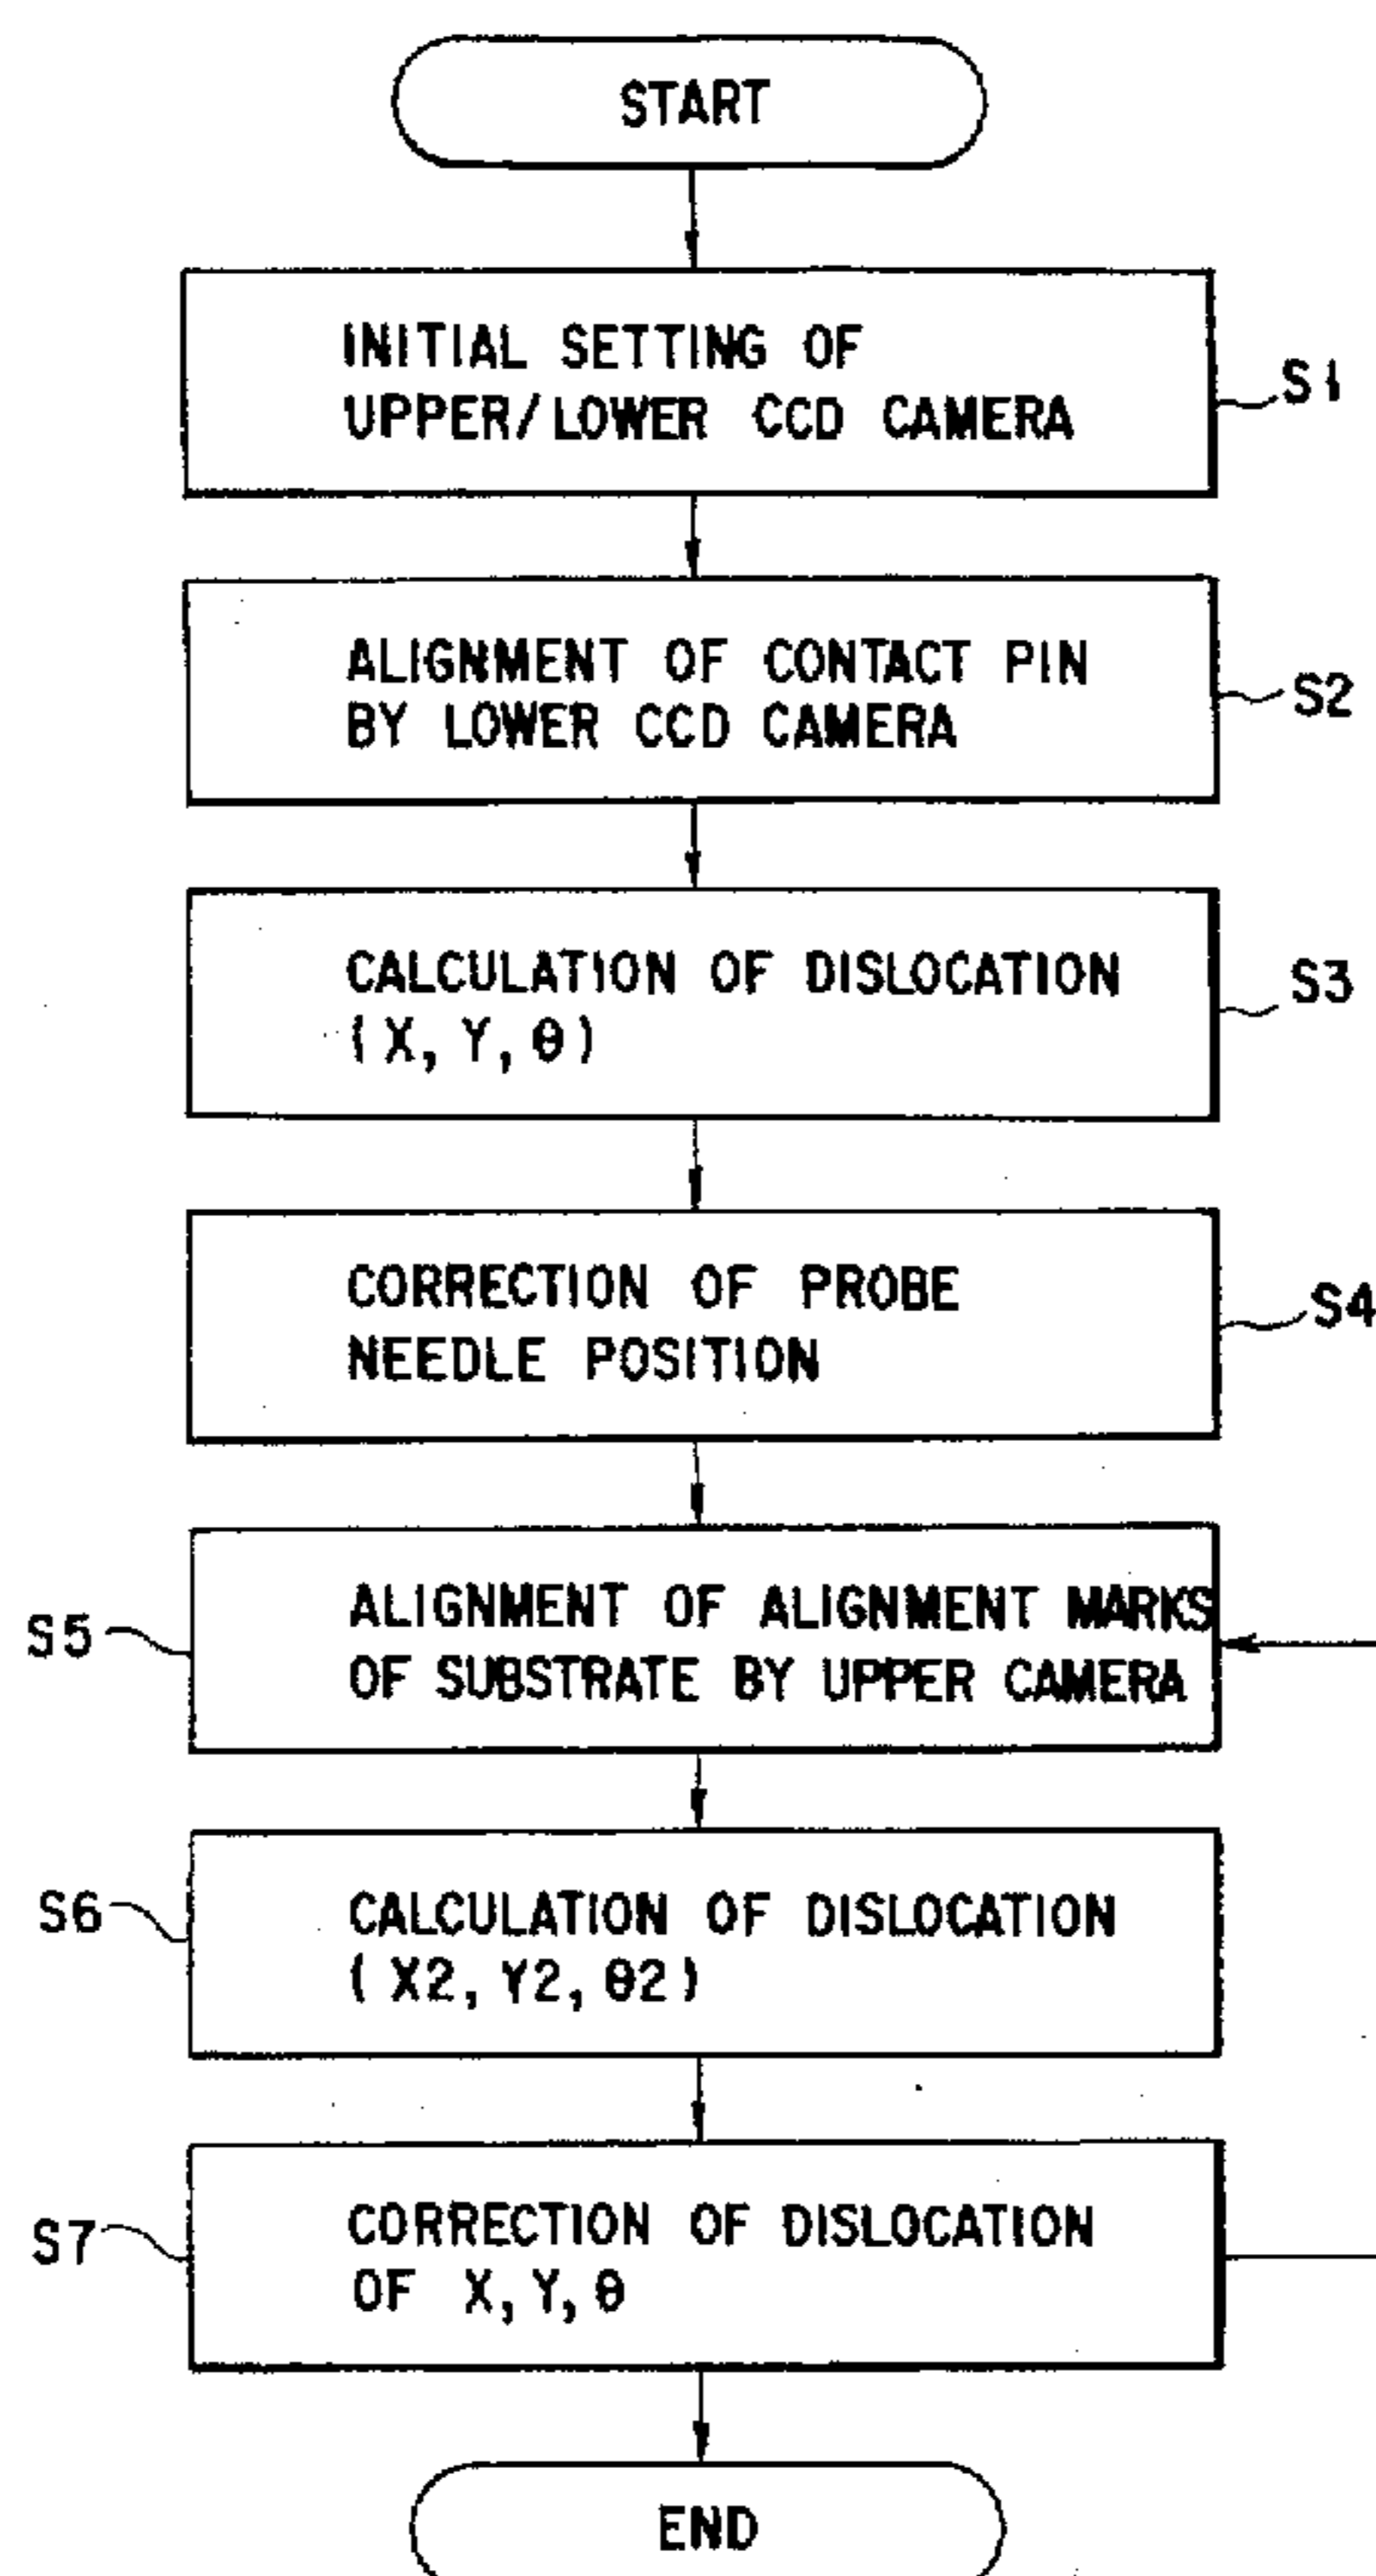 START
INITIAL SETTING OF
UPPER/LOWER CCD CAMERA
S1
ALIGNMENT OF CONTACT PIN
BY LOWER CCD CAMERA
S2
CALCULATION OF DISLOCATION
(X, Y, θ)
S3
CORRECTION OF PROBE
NEEDLE POSITION
S4
ALIGNMENT OF ALIGNMENT MARKS
OF SUBSTRATE BY UPPER CAMERA
S5
CALCULATION OF DISLOCATION
(X2, Y2, θ2)
S6
CORRECTION OF DISLOCATION
OF X, Y, θ
S7
END